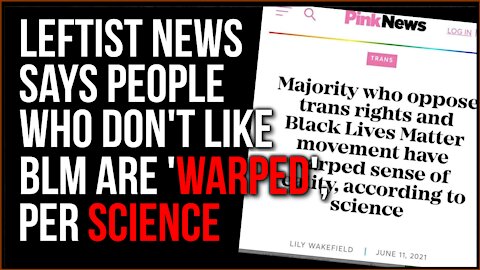 LEFTIST NEWS
SAYS PEOPLE
WHO DON'T LIKE
BLM ARE 'WARPED',
PER SCIENCE
PinkNews
LOG IN
TRANS
Majority who oppose
trans rights and
Black Lives Matter
movement have
sense of
according to
science
LILY WAKEFIELD | JUNE 11, 2021